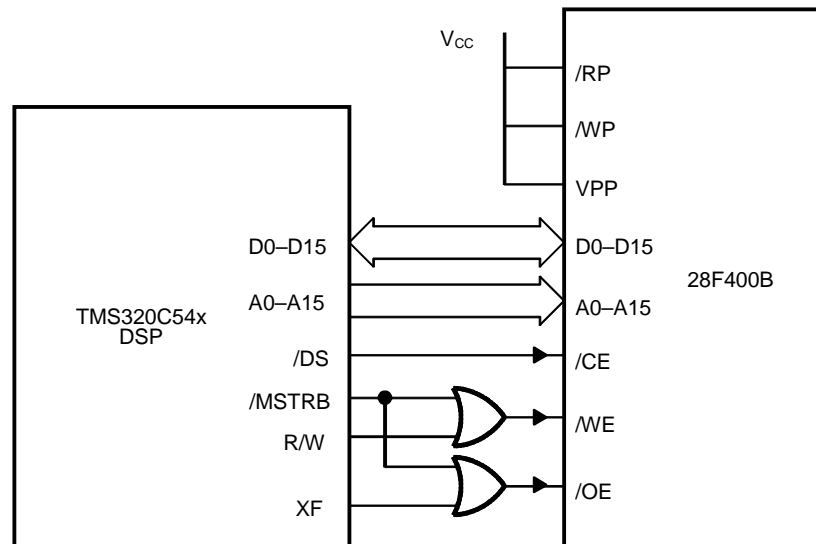 VCC
/RP
/WP
VPP
D0–D15
D0–D15
28F400B
A0–A15
A0–A15
TMS320C54x
DSP
/DS
/CE
/MSTRB
/WE
R/W
/OE
XF